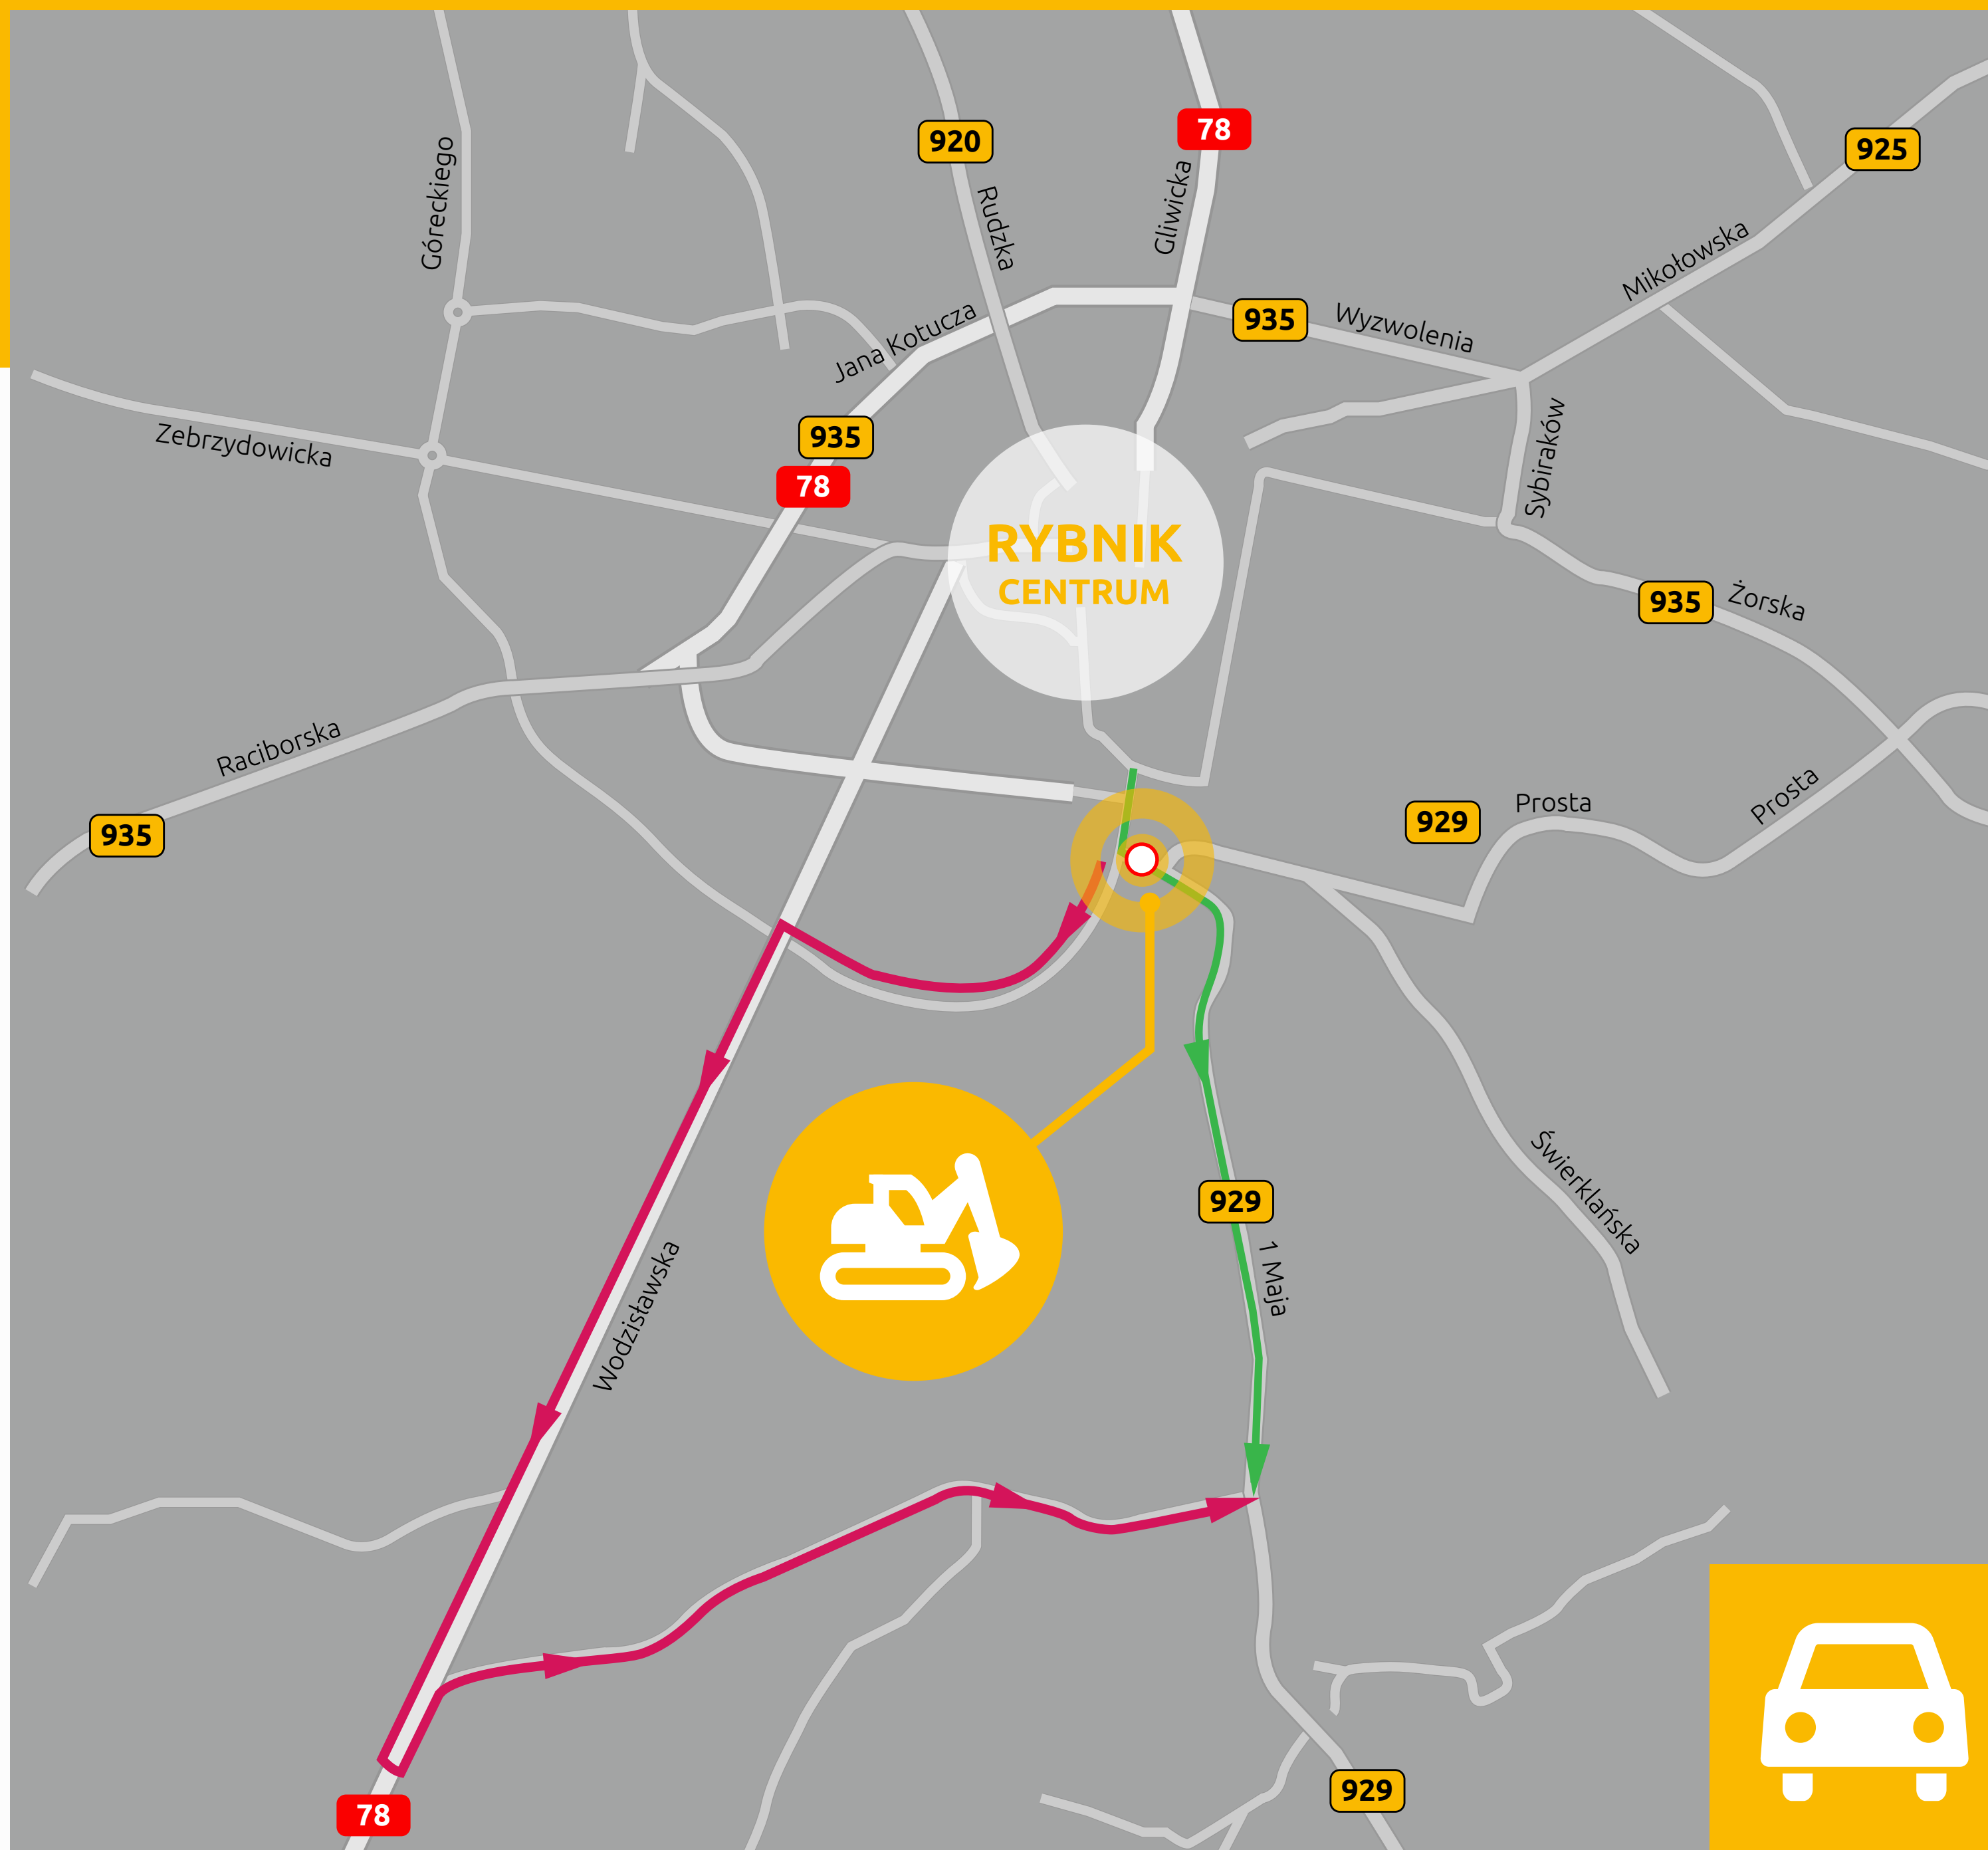 78
920
925
Góreckiego
Rudzka
Gliwicka
Mikołowska
935
Wyzwolenia
Jana Kotucza
935
Zebrzydowicka
78
Sybiraków
RYBNIK
CENTRUM
935
Żorska
Raciborska
935
929
Prosta
Prosta
929
Świerklańska
1 Maja
Wodzisławska
929
78